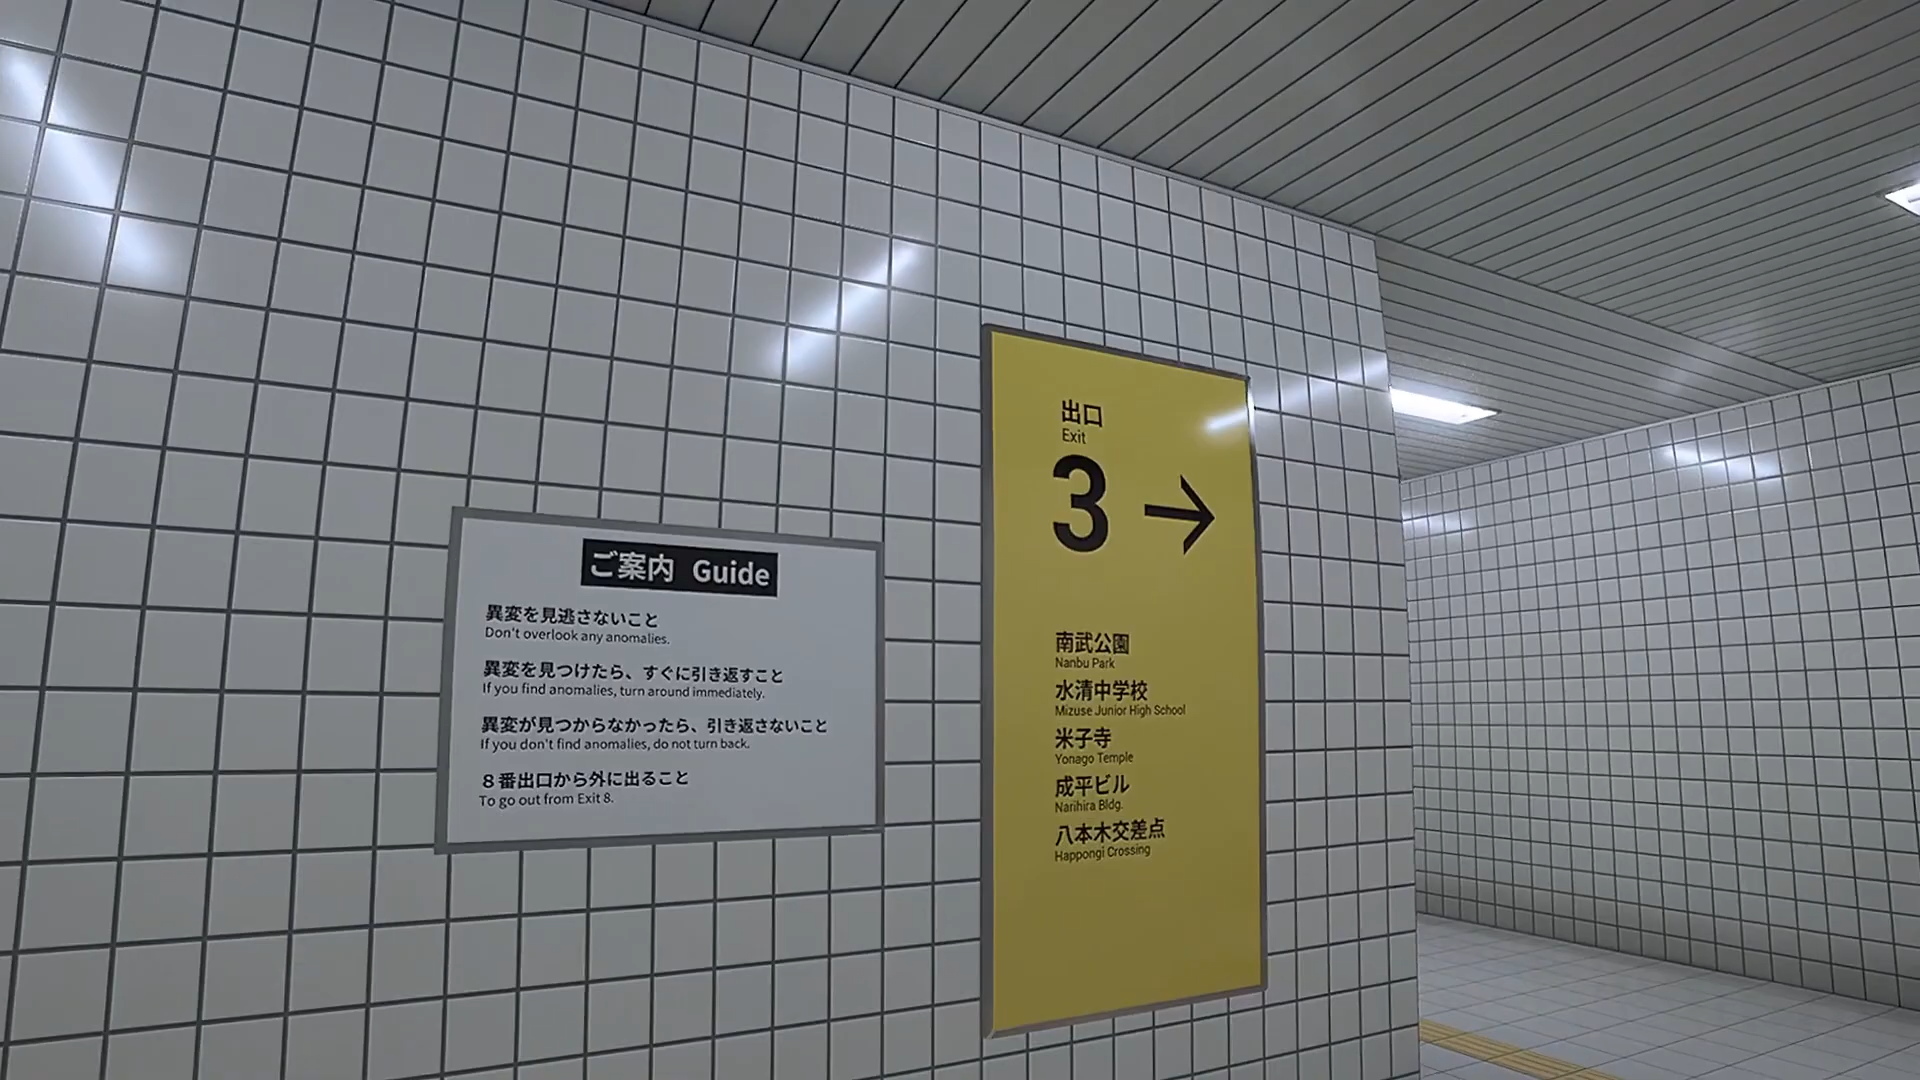 ご案内 Guide
異変を見逃さないこと
Don't overlook any anomalies.
異変を見つけたら、すぐに引き返すこと
If you find anomalies, turn around immediately.
異変が見つからなかったら、引き返さないこと
If you don't find anomalies, do not turn back.
８番出口から外に出ること
To go out from Exit 8.
出口
Exit
3 →
南武公園
Nanbu Park
水清中学校
Mizuse Junior High School
米子寺
Yonago Temple
成平ビル
Narihira Bldg.
八本木交差点
Happongi Crossing